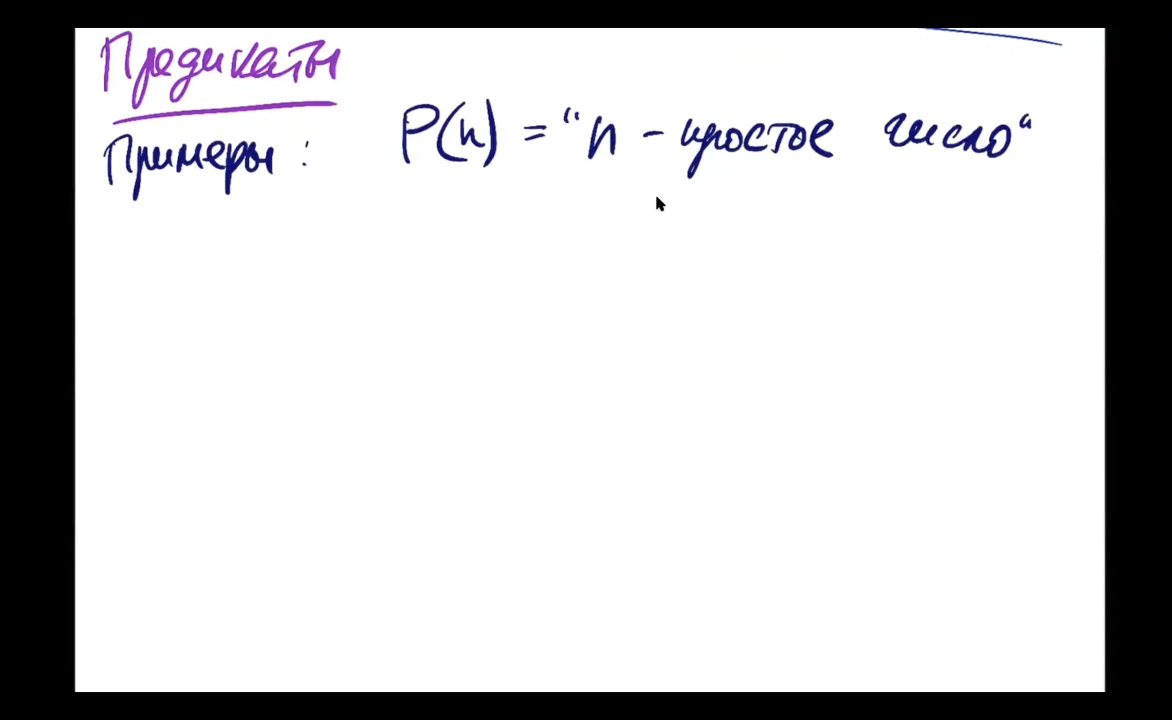 Предикаты
Примеры: P(n) = "n - простое число"